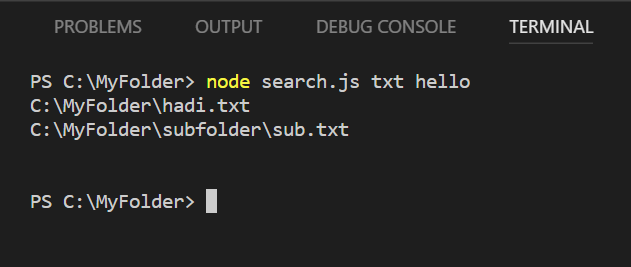 PROBLEMS OUTPUT DEBUG CONSOLE TERMINAL
PS C:\MyFolder> node search.js txt hello
C:\MyFolder\hadi.txt
C:\MyFolder\subfolder\sub.txt
PS C:\MyFolder>